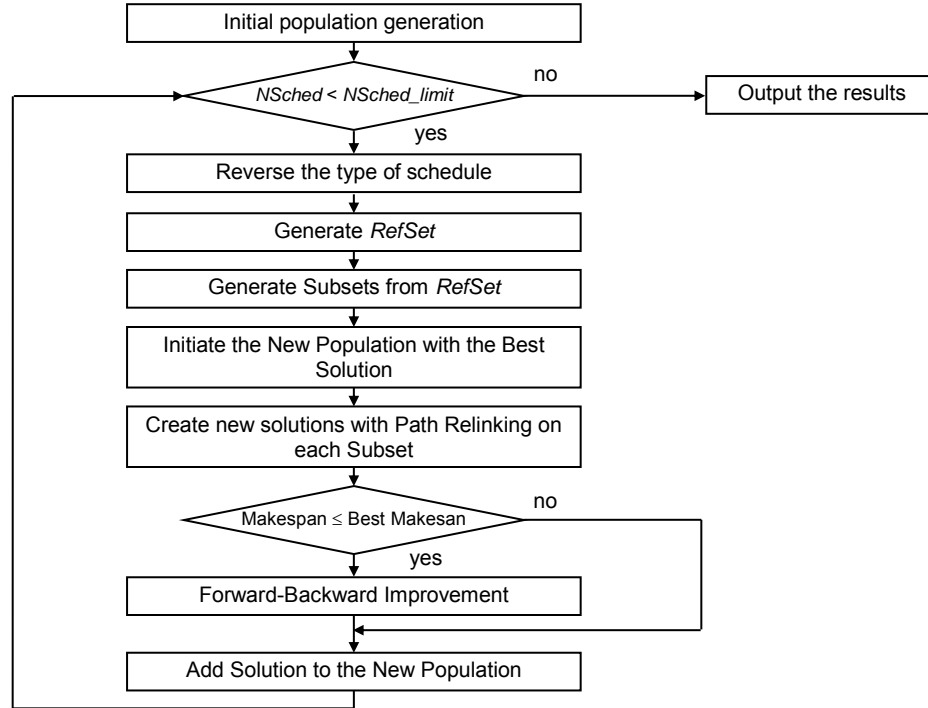 Initial population generation
no
NSched < NSched_limit
Output the results
yes
Reverse the type of schedule
Generate RefSet
Generate Subsets from RefSet
Initiate the New Population with the Best
Solution
Create new solutions with Path Relinking on
each Subset
no
Makespan ≤ Best Makesan
yes
Forward-Backward Improvement
Add Solution to the New Population